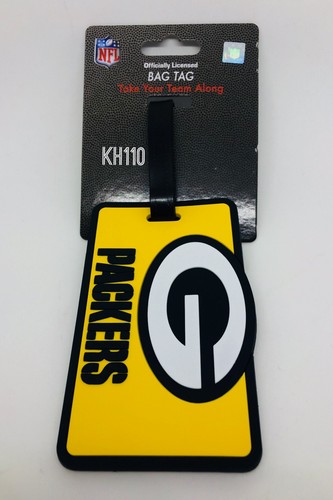 NFL
Officially Licensed
BAG TAG
Take Your Team Along
KH110
PACKERS
G